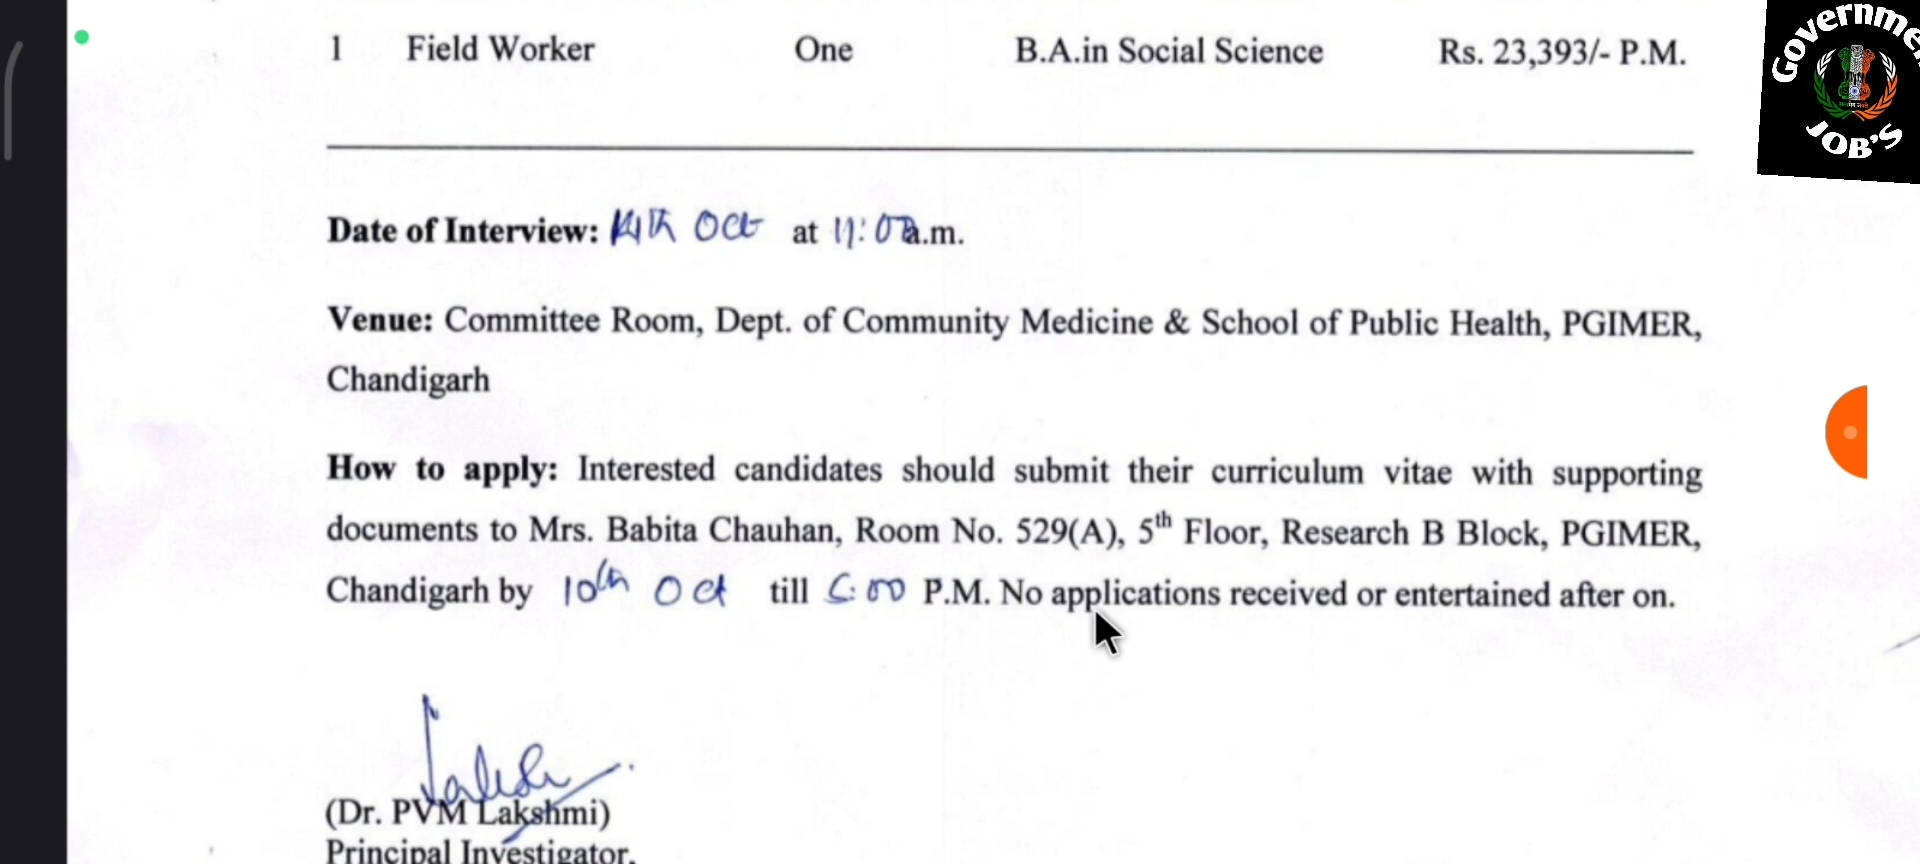 1 Field Worker One B.A.in Social Science Rs. 23,393/- P.M.
Date of Interview: 14th Oct at 11:00 a.m.
Venue: Committee Room, Dept. of Community Medicine & School of Public Health, PGIMER,
Chandigarh
How to apply: Interested candidates should submit their curriculum vitae with supporting
documents to Mrs. Babita Chauhan, Room No. 529(A), 5th Floor, Research B Block, PGIMER,
Chandigarh by 10th Oct till 5:00 P.M. No applications received or entertained after on.
(Dr. PVM Lakshmi)
Principal Investigator,
Governme
JOB'S